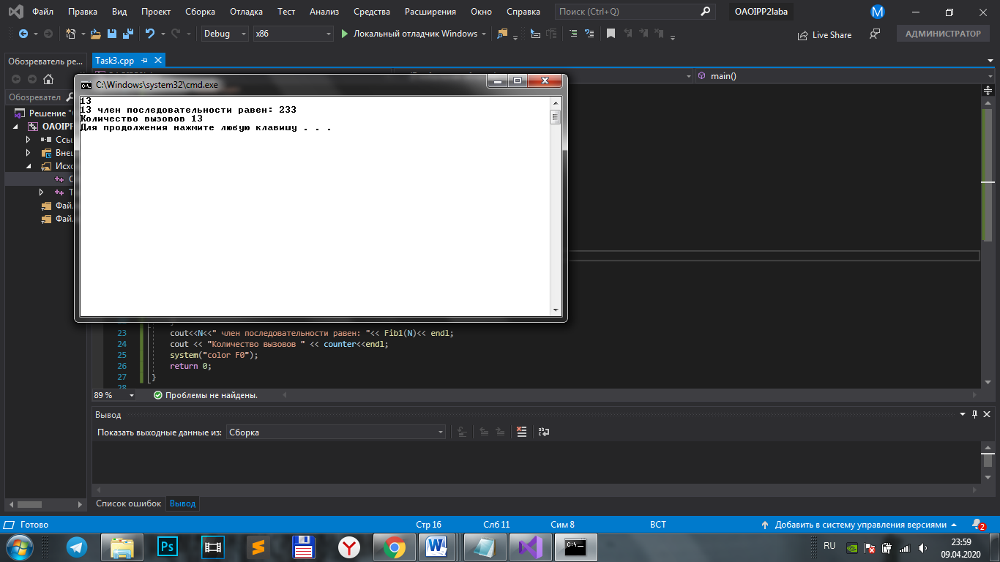 Файл Правка Вид Проект Сборка Отладка Тест Анализ Средства Расширения Окно Справка Поиск (Ctrl+Q) OAOIPP2laba M
Debug x86 Локальный отладчик Windows Live Share АДМИНИСТРАТОР
Обозреватель ре... Task3.cpp
C:\Windows\system32\cmd.exe main()
Обозревател
Решение
OAOIPP
Ссы
Внеш
Исхо
Фай
Фай
13
13 член последовательности равен: 233
Количество вызовов 13
Для продолжения нажмите любую клавишу . . .
23 cout<<N<<" член последовательности равен: "<< Fib1(N)<< endl;
24 cout << "Количество вызовов " << counter<<endl;
25 system("color F0");
26 return 0;
27 }
28
89 % Проблемы не найдены.
Вывод
Показать выходные данные из: Сборка
Список ошибок Вывод
Готово Стр 16 Слб 11 Сим 8 ВСТ Добавить в систему управления версиями 2
Ps S 64 Y W C:\. RU 23:59
09.04.2020